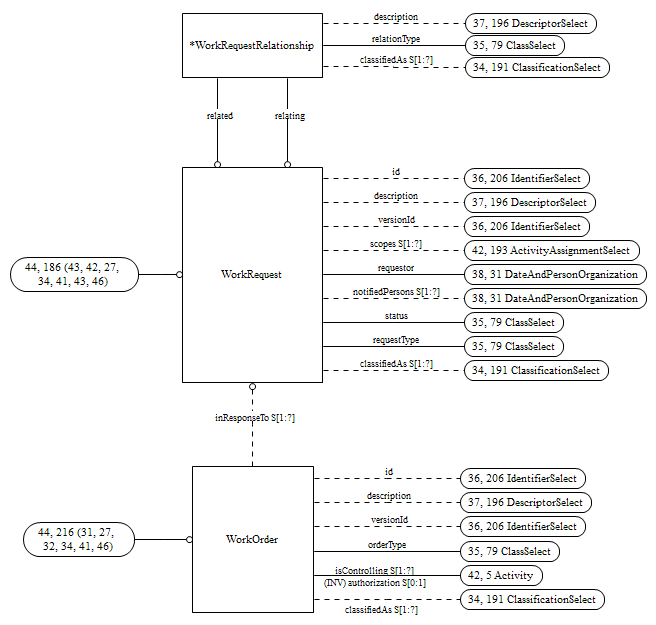 description
37, 196 DescriptorSelect
*WorkRequestRelationship
relationType
35, 79 ClassSelect
classifiedAs S[1:?]
34, 191 ClassificationSelect
related
relating
id
36, 206 IdentifierSelect
description
37, 196 DescriptorSelect
versionId
36, 206 IdentifierSelect
scopes S[1:?]
42, 193 ActivityAssignmentSelect
44, 186 (43, 42, 27,
34, 41, 43, 46)
WorkRequest
requestor
38, 31 DateAndPersonOrganization
notifiedPersons S[1:?]
38, 31 DateAndPersonOrganization
status
35, 79 ClassSelect
requestType
35, 79 ClassSelect
classifiedAs S[1:?]
34, 191 ClassificationSelect
inResponseTo S[1:?]
id
36, 206 IdentifierSelect
description
37, 196 DescriptorSelect
versionId
36, 206 IdentifierSelect
44, 216 (31, 27,
32, 34, 41, 46)
WorkOrder
orderType
35, 79 ClassSelect
isControlling S[1:?]
(INV) authorization S[0:1]
42, 5 Activity
classifiedAs S[1:?]
34, 191 ClassificationSelect